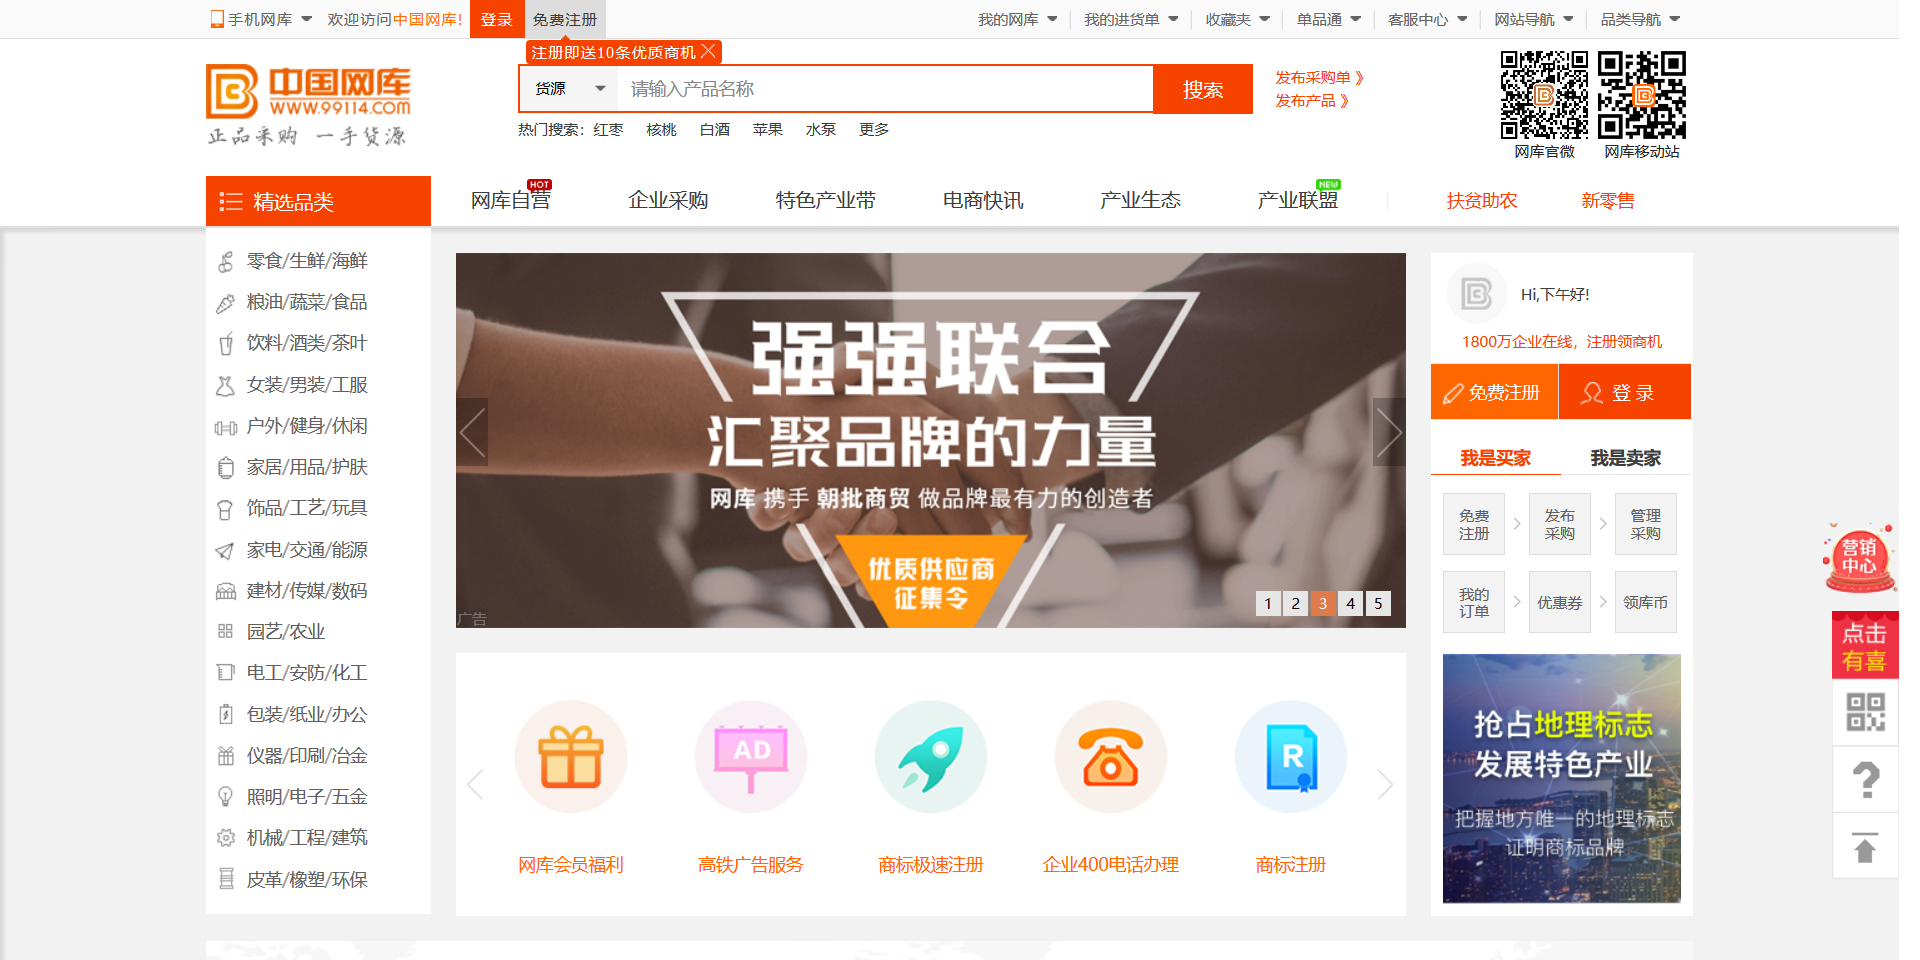 手机网库 欢迎访问中国网库! 登录 免费注册 我的网库 我的进货单 收藏夹 单品通 客服中心 网站导航 品类导航
注册即送10条优质商机
中国网库
www.99114.com
正品采购 一手货源
货源 请输入产品名称 搜索
发布采购单 》
发布产品 》
热门搜索: 红枣 核桃 白酒 苹果 水泵 更多
网库官微 网库移动站
精选品类 网库自营 HOT 企业采购 特色产业带 电商快讯 产业生态 产业联盟 NEW 扶贫助农 新零售
零食/生鲜/海鲜
粮油/蔬菜/食品
饮料/酒类/茶叶
女装/男装/工服
户外/健身/休闲
家居/用品/护肤
饰品/工艺/玩具
家电/交通/能源
建材/传媒/数码
园艺/农业
电工/安防/化工
包装/纸业/办公
仪器/印刷/冶金
照明/电子/五金
机械/工程/建筑
皮革/橡塑/环保
强强联合
汇聚品牌的力量
网库 携手 朝批商贸 做品牌最有力的创造者
优质供应商
征集令
广告
1 2 3 4 5
AD
R
网库会员福利 高铁广告服务 商标极速注册 企业400电话办理 商标注册
Hi,下午好!
1800万企业在线，注册领商机
免费注册 登 录
我是买家 我是卖家
免费
注册
发布
采购
管理
采购
我的
订单
优惠券
领库币
抢占地理标志
发展特色产业
把握地方唯一的地理标志
证明商标品牌
营销
中心
点击
有喜